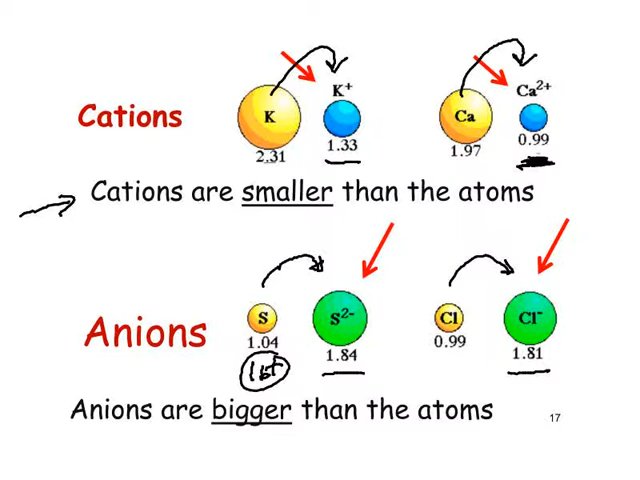 K K⁺ Ca Ca²⁺
Cations
2.31 1.33 1.97 0.99
Cations are smaller than the atoms
S S²⁻ Cl Cl⁻
Anions
1.04 1.84 0.99 1.81
Anions are bigger than the atoms
17